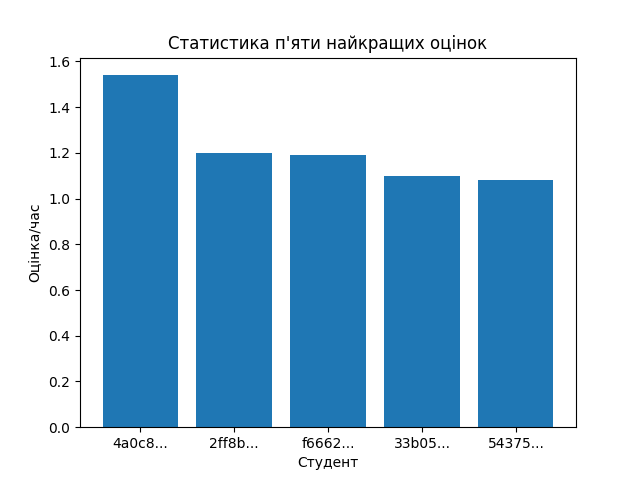 Статистика п'яти найкращих оцінок
1.6
1.4
1.2
1.0
0.8
0.6
0.4
0.2
0.0
Оцінка/час
4a0c8... 2ff8b... f6662... 33b05... 54375...
Студент